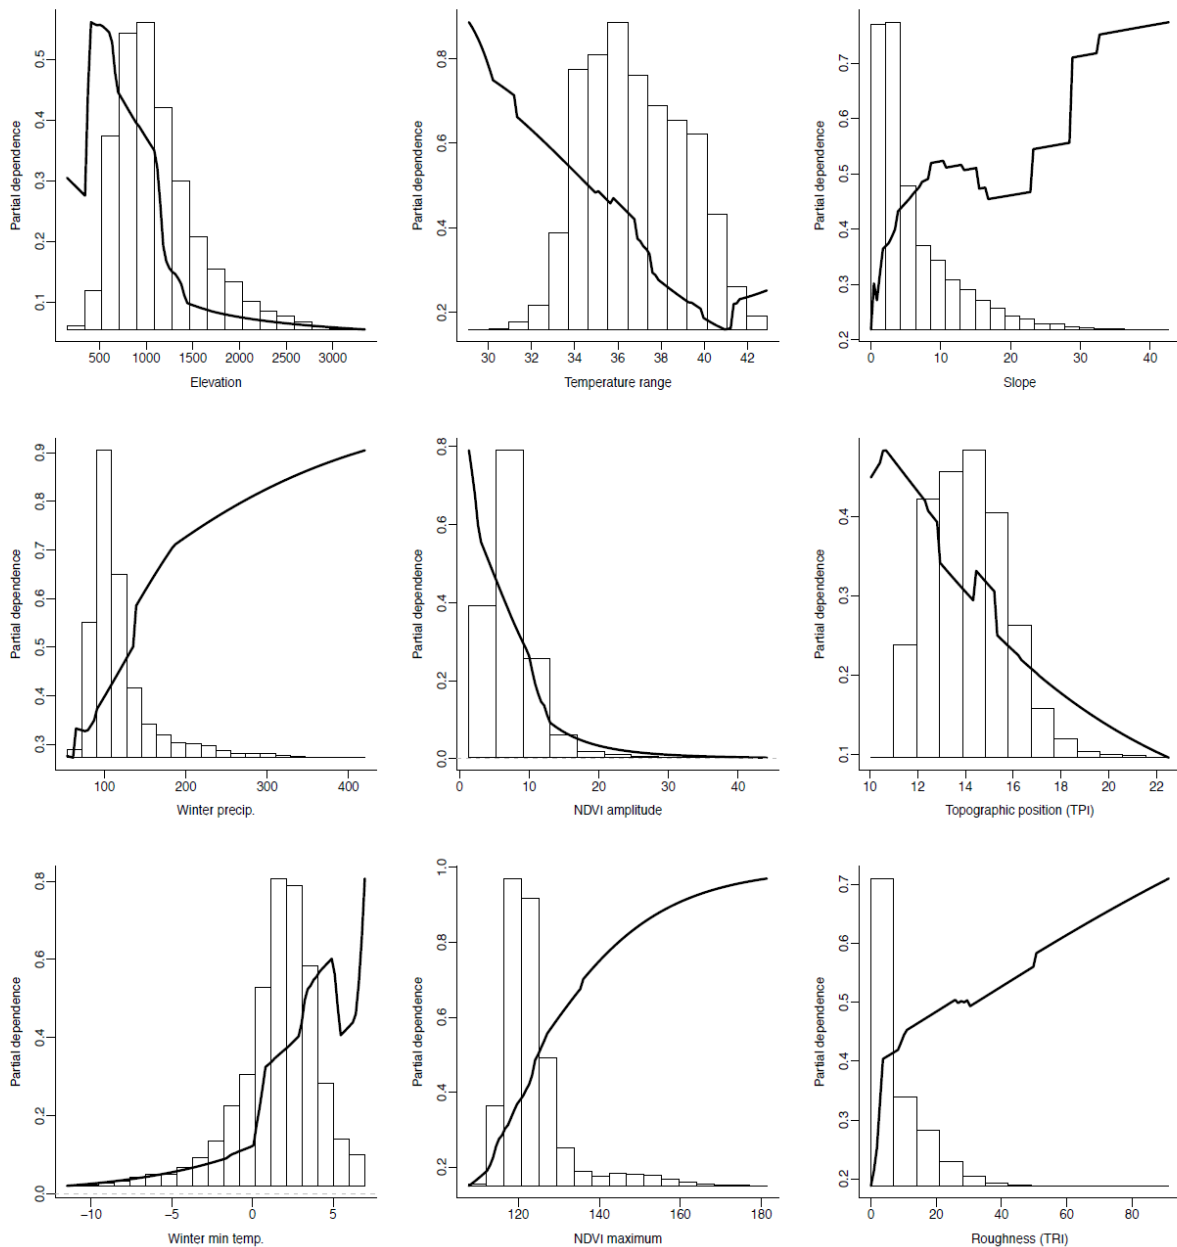 Partial dependence
0.1 0.2 0.3 0.4 0.5
500 1000 1500 2000 2500 3000
Elevation
Partial dependence
0.2 0.4 0.6 0.8
30 32 34 36 38 40 42
Temperature range
Partial dependence
0.2 0.3 0.4 0.5 0.6 0.7
0 10 20 30 40
Slope
Partial dependence
0.3 0.4 0.5 0.6 0.7 0.8 0.9
100 200 300 400
Winter precip.
Partial dependence
0.0 0.2 0.4 0.6 0.8
0 10 20 30 40
NDVI amplitude
Partial dependence
0.1 0.2 0.3 0.4
10 12 14 16 18 20 22
Topographic position (TPI)
Partial dependence
0.0 0.2 0.4 0.6 0.8
−10 −5 0 5
Winter min temp.
Partial dependence
0.2 0.4 0.6 0.8 1.0
120 140 160 180
NDVI maximum
Partial dependence
0.2 0.3 0.4 0.5 0.6 0.7
0 20 40 60 80
Roughness (TRI)